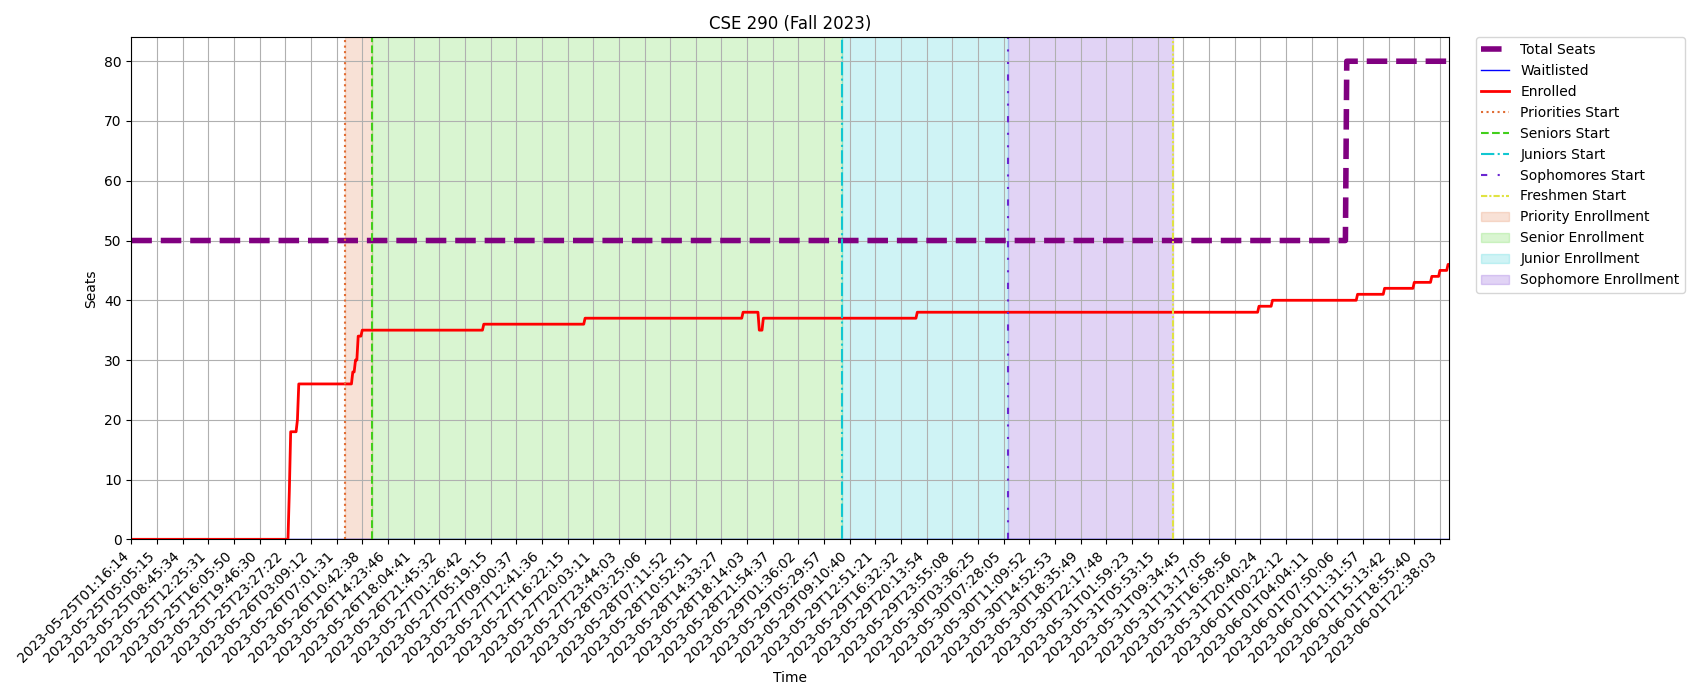 CSE 290 (Fall 2023)
Seats
80
70
60
50
40
30
20
10
0
Total Seats
Waitlisted
Enrolled
Priorities Start
Seniors Start
Juniors Start
Sophomores Start
Freshmen Start
Priority Enrollment
Senior Enrollment
Junior Enrollment
Sophomore Enrollment
2023-05-25T01:16:14
2023-05-25T05:05:15
2023-05-25T08:45:34
2023-05-25T12:25:31
2023-05-25T16:05:50
2023-05-25T19:46:30
2023-05-25T23:27:22
2023-05-26T03:09:12
2023-05-26T07:01:31
2023-05-26T10:42:38
2023-05-26T14:23:46
2023-05-26T18:04:41
2023-05-26T21:45:32
2023-05-27T01:26:42
2023-05-27T05:19:15
2023-05-27T09:00:37
2023-05-27T12:41:36
2023-05-27T16:22:15
2023-05-27T20:03:11
2023-05-27T23:44:03
2023-05-28T03:25:06
2023-05-28T07:11:52
2023-05-28T10:52:51
2023-05-28T14:33:27
2023-05-28T18:14:03
2023-05-28T21:54:37
2023-05-29T01:36:02
2023-05-29T05:29:57
2023-05-29T09:10:40
2023-05-29T12:51:21
2023-05-29T16:32:32
2023-05-29T20:13:54
2023-05-29T23:55:08
2023-05-30T03:36:25
2023-05-30T07:28:05
2023-05-30T11:09:52
2023-05-30T14:52:53
2023-05-30T18:35:49
2023-05-30T22:17:48
2023-05-31T01:59:23
2023-05-31T05:53:15
2023-05-31T09:34:45
2023-05-31T13:17:05
2023-05-31T16:58:56
2023-05-31T20:40:24
2023-06-01T00:22:12
2023-06-01T04:04:11
2023-06-01T07:50:06
2023-06-01T11:31:57
2023-06-01T15:13:42
2023-06-01T18:55:40
2023-06-01T22:38:03
Time